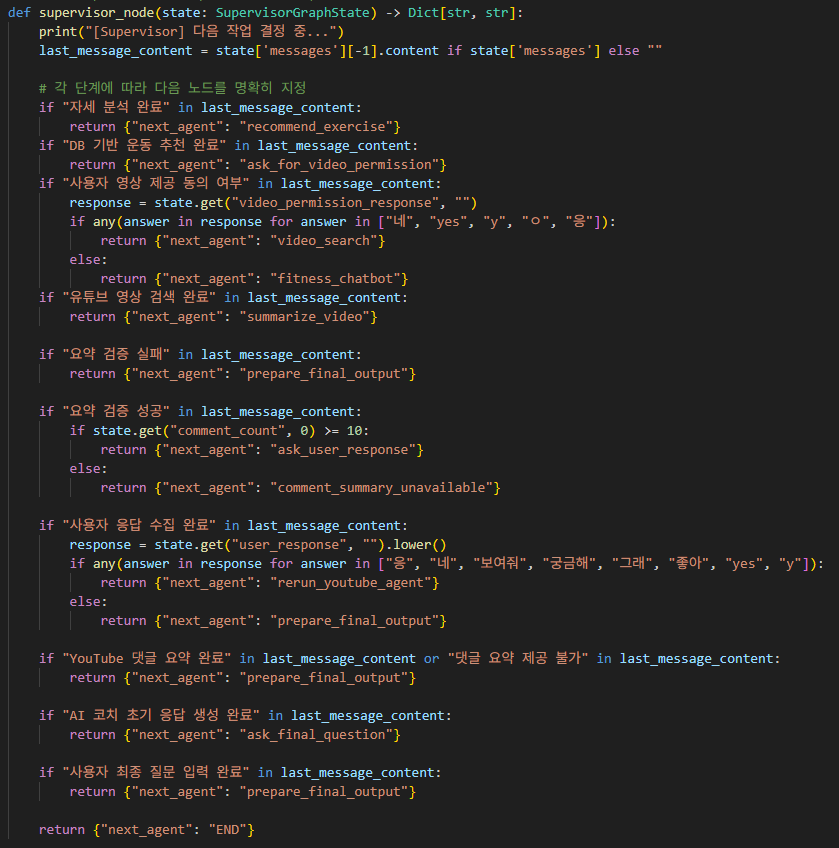 def supervisor_node(state: SupervisorGraphState) -> Dict[str, str]:
    print("[Supervisor] 다음 작업 결정 중...")
    last_message_content = state['messages'][-1].content if state['messages'] else ""

    # 각 단계에 따라 다음 노드를 명확히 지정
    if "자세 분석 완료" in last_message_content:
        return {"next_agent": "recommend_exercise"}
    if "DB 기반 운동 추천 완료" in last_message_content:
        return {"next_agent": "ask_for_video_permission"}
    if "사용자 영상 제공 동의 여부" in last_message_content:
        response = state.get("video_permission_response", "")
        if any(answer in response for answer in ["네", "yes", "y", "ㅇ", "응"]):
            return {"next_agent": "video_search"}
        else:
            return {"next_agent": "fitness_chatbot"}
    if "유튜브 영상 검색 완료" in last_message_content:
        return {"next_agent": "summarize_video"}

    if "요약 검증 실패" in last_message_content:
        return {"next_agent": "prepare_final_output"}

    if "요약 검증 성공" in last_message_content:
        if state.get("comment_count", 0) >= 10:
            return {"next_agent": "ask_user_response"}
        else:
            return {"next_agent": "comment_summary_unavailable"}

    if "사용자 응답 수집 완료" in last_message_content:
        response = state.get("user_response", "").lower()
        if any(answer in response for answer in ["응", "네", "보여줘", "궁금해", "그래", "좋아", "yes", "y"]):
            return {"next_agent": "rerun_youtube_agent"}
        else:
            return {"next_agent": "prepare_final_output"}

    if "YouTube 댓글 요약 완료" in last_message_content or "댓글 요약 제공 불가" in last_message_content:
        return {"next_agent": "prepare_final_output"}

    if "AI 코치 초기 응답 생성 완료" in last_message_content:
        return {"next_agent": "ask_final_question"}

    if "사용자 최종 질문 입력 완료" in last_message_content:
        return {"next_agent": "prepare_final_output"}

    return {"next_agent": "END"}